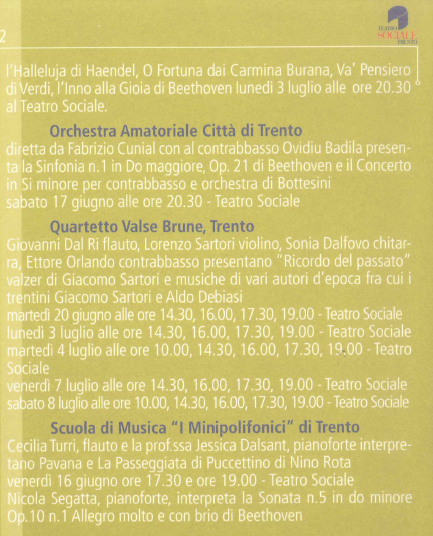 2
TEATRO
SOCIALE
TRENTO
l'Halleluja di Haendel, O Fortuna dai Carmina Burana, Va' Pensiero
di Verdi, l'Inno alla Gioia di Beethoven lunedì 3 luglio alle ore 20.30
al Teatro Sociale.
Orchestra Amatoriale Città di Trento
diretta da Fabrizio Cunial con al contrabbasso Ovidiu Badila presen-
ta la Sinfonia n.1 in Do maggiore, Op. 21 di Beethoven e il Concerto
in Si minore per contrabbasso e orchestra di Bottesini
sabato 17 giugno alle ore 20.30 - Teatro Sociale
Quartetto Valse Brune, Trento
Giovanni Dal Rì flauto, Lorenzo Sartori violino, Sonia Dalfovo chitar-
ra, Ettore Orlando contrabbasso presentano "Ricordo del passato"
valzer di Giacomo Sartori e musiche di vari autori d'epoca fra cui i
trentini Giacomo Sartori e Aldo Debiasi
martedì 20 giugno alle ore 14.30, 16.00, 17.30, 19.00 - Teatro Sociale
lunedì 3 luglio alle ore 14.30, 16.00, 17.30, 19.00 - Teatro Sociale
martedì 4 luglio alle ore 10.00, 14.30, 16.00, 17.30, 19.00 - Teatro
Sociale
venerdì 7 luglio alle ore 14.30, 16.00, 17.30, 19.00 - Teatro Sociale
sabato 8 luglio alle ore 10.00, 14.30, 16.00, 17.30, 19.00 - Teatro Sociale
Scuola di Musica "I Minipolifonici" di Trento
Cecilia Turri, flauto e la prof.ssa Jessica Dalsant, pianoforte interpre-
tano Pavana e La Passeggiata di Puccettino di Nino Rota
venerdì 16 giugno ore 17.30 e ore 19.00 - Teatro Sociale
Nicola Segatta, pianoforte, interpreta la Sonata n.5 in do minore
Op.10 n.1 Allegro molto e con brio di Beethoven